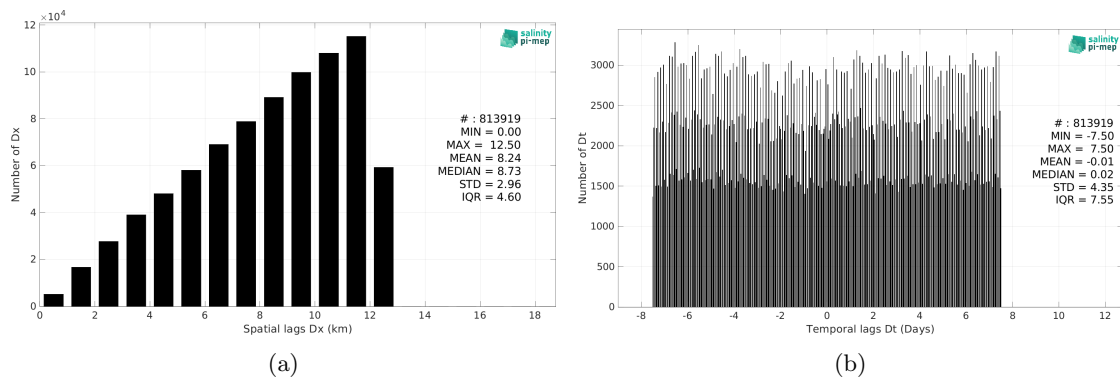 ×10⁴
12
10
8
6
4
2
0
Number of Dx
salinity
pi-mep
# : 813919
MIN = 0.00
MAX = 12.50
MEAN = 8.24
MEDIAN = 8.73
STD = 2.96
IQR = 4.60
0 2 4 6 8 10 12 14 16 18
Spatial lags Dx (km)
(a)
3000
2500
2000
1500
1000
500
0
Number of Dt
salinity
pi-mep
# : 813919
MIN = -7.50
MAX = 7.50
MEAN = -0.01
MEDIAN = 0.02
STD = 4.35
IQR = 7.55
-8 -6 -4 -2 0 2 4 6 8 10 12
Temporal lags Dt (Days)
(b)